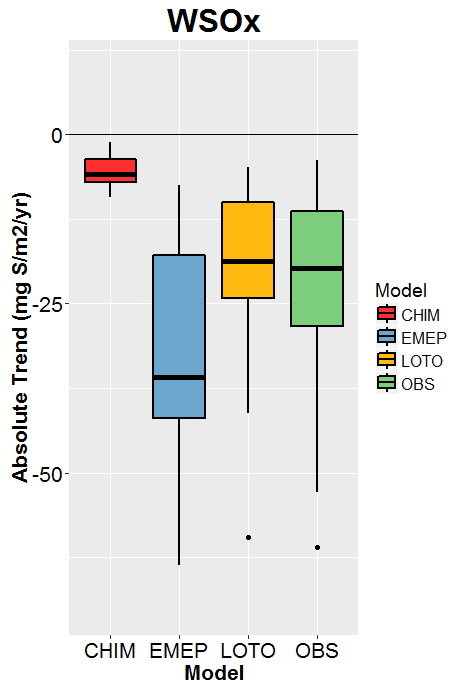 WSOx
Absolute Trend (mg S/m2/yr)
0
-25
-50
CHIM EMEP LOTO OBS
Model
Model
CHIM
EMEP
LOTO
OBS